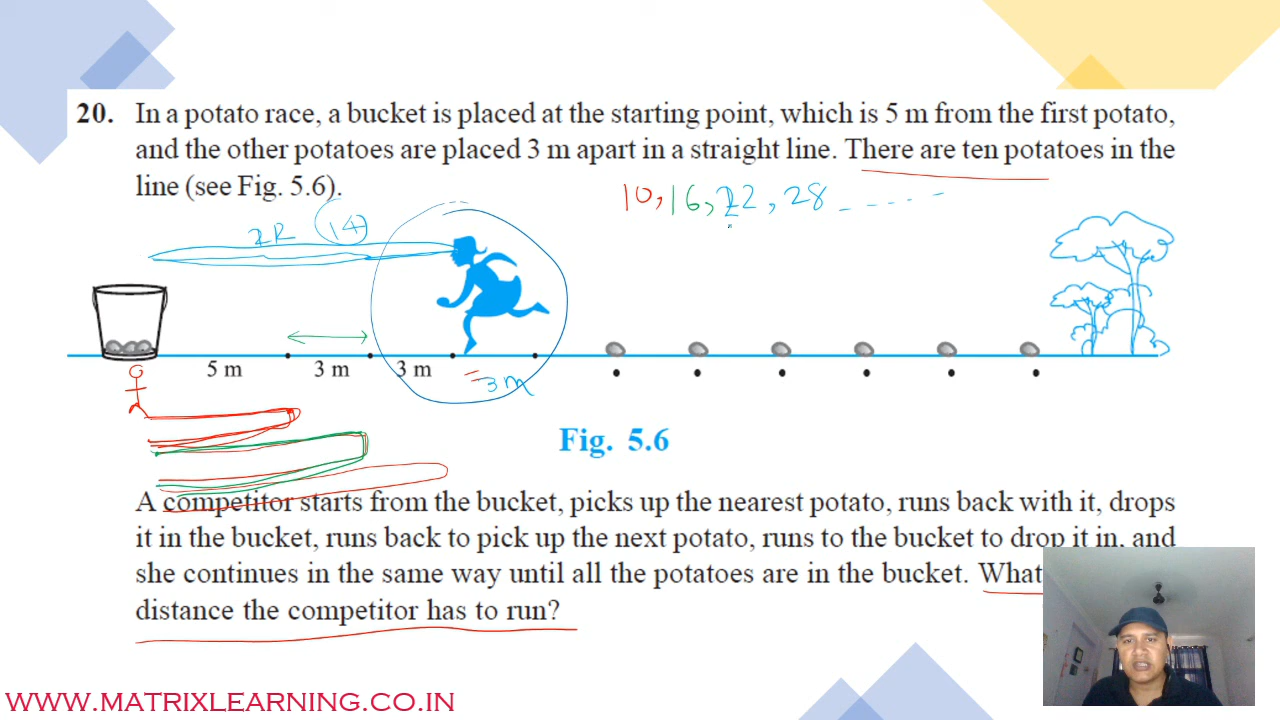 20. In a potato race, a bucket is placed at the starting point, which is 5 m from the first potato,
and the other potatoes are placed 3 m apart in a straight line. There are ten potatoes in the
line (see Fig. 5.6).
10, 16, 22, 28
14
5 m 3 m 3 m 3 m
Fig. 5.6
A competitor starts from the bucket, picks up the nearest potato, runs back with it, drops
it in the bucket, runs back to pick up the next potato, runs to the bucket to drop it in, and
she continues in the same way until all the potatoes are in the bucket. What
distance the competitor has to run?
WWW.MATRIXLEARNING.CO.IN